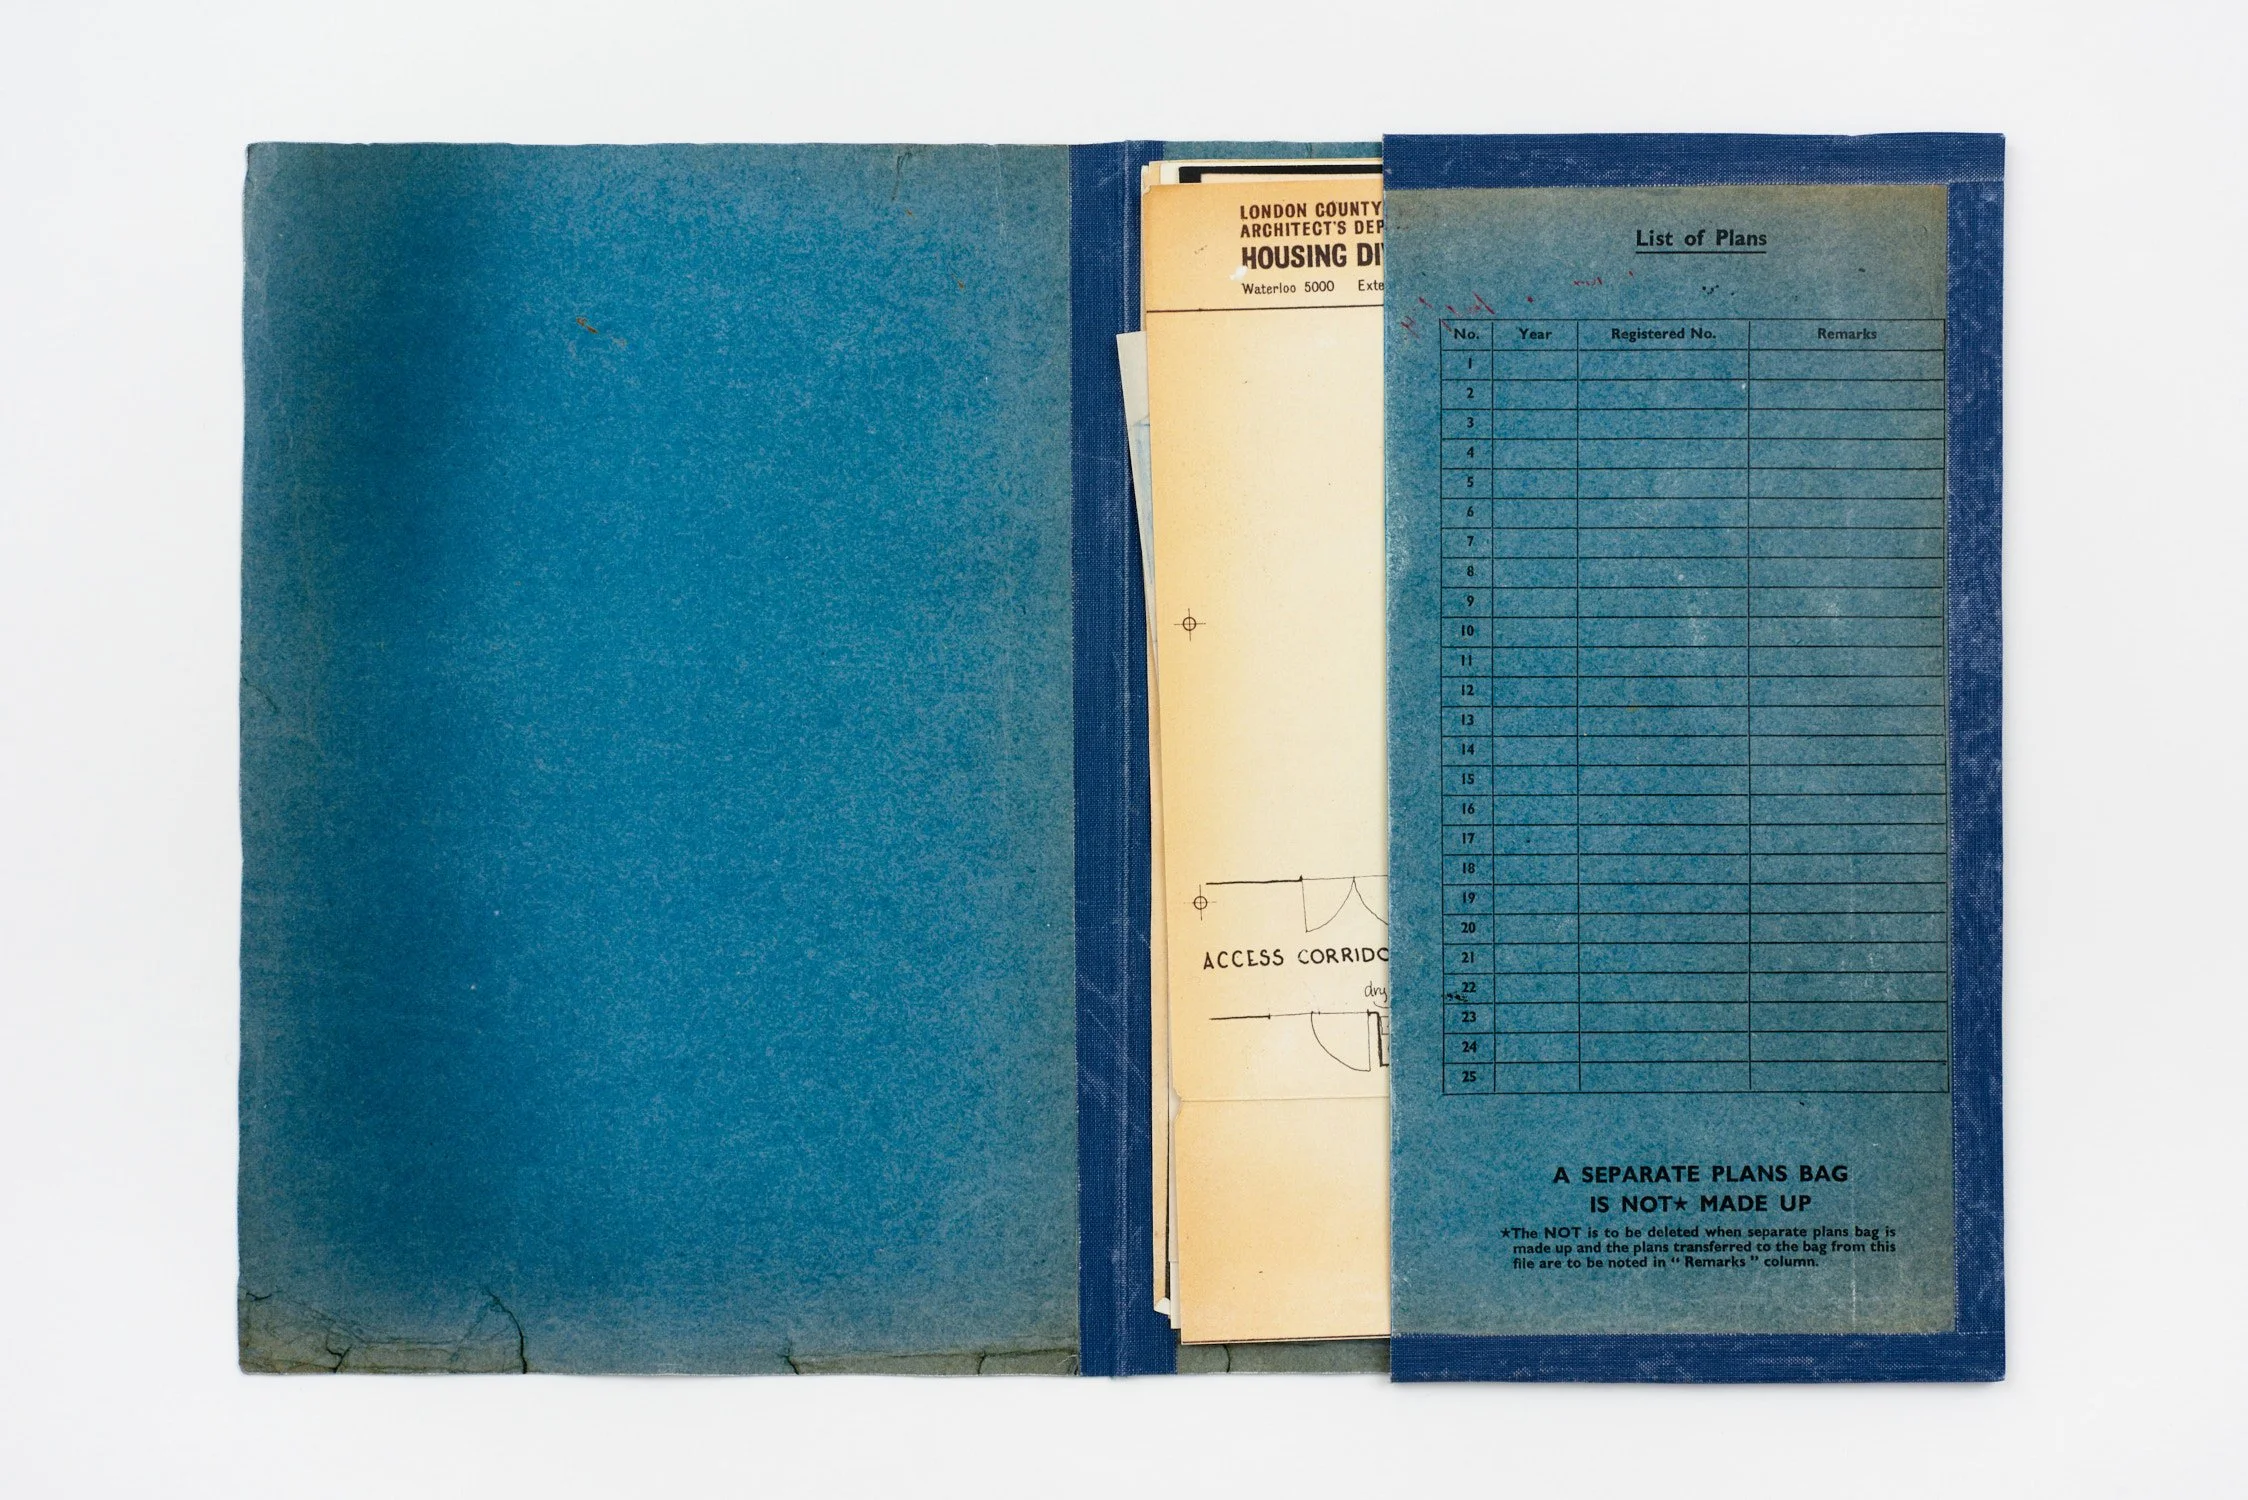 LONDON COUNTY
ARCHITECT'S DEP
HOUSING DI
Waterloo 5000 Exte
ACCESS CORRIDO
dry
List of Plans
No. Year Registered No. Remarks
1
2
3
4
5
6
7
8
9
10
11
12
13
14
15
16
17
18
19
20
21
22
23
24
25
A SEPARATE PLANS BAG
IS NOT★ MADE UP
★The NOT is to be deleted when separate plans bag is
made up and the plans transferred to the bag from this
file are to be noted in “ Remarks ” column.